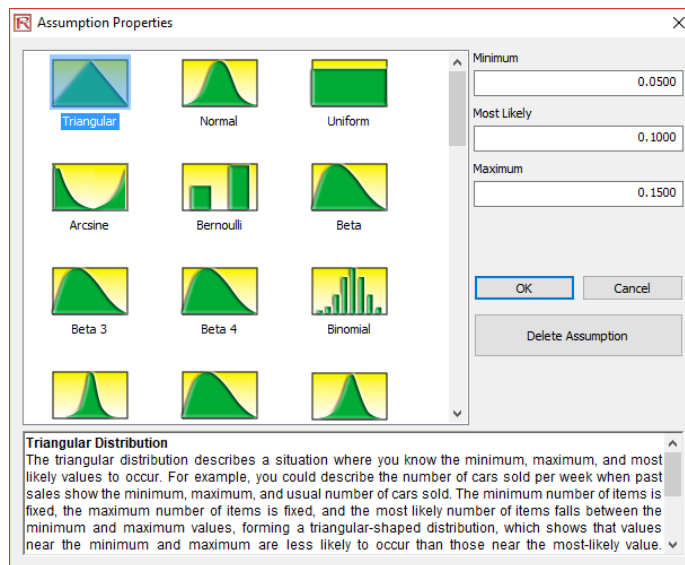 Assumption Properties
Minimum
0.0500
Triangular
Normal
Uniform
Most Likely
0.1000
Maximum
0.1500
Arcsine
Bernoulli
Beta
OK
Cancel
Beta 3
Beta 4
Binomial
Delete Assumption
Triangular Distribution
The triangular distribution describes a situation where you know the minimum, maximum, and most
likely values to occur. For example, you could describe the number of cars sold per week when past
sales show the minimum, maximum, and usual number of cars sold. The minimum number of items is
fixed, the maximum number of items is fixed, and the most likely number of items falls between the
minimum and maximum values, forming a triangular-shaped distribution, which shows that values
near the minimum and maximum are less likely to occur than those near the most-likely value.